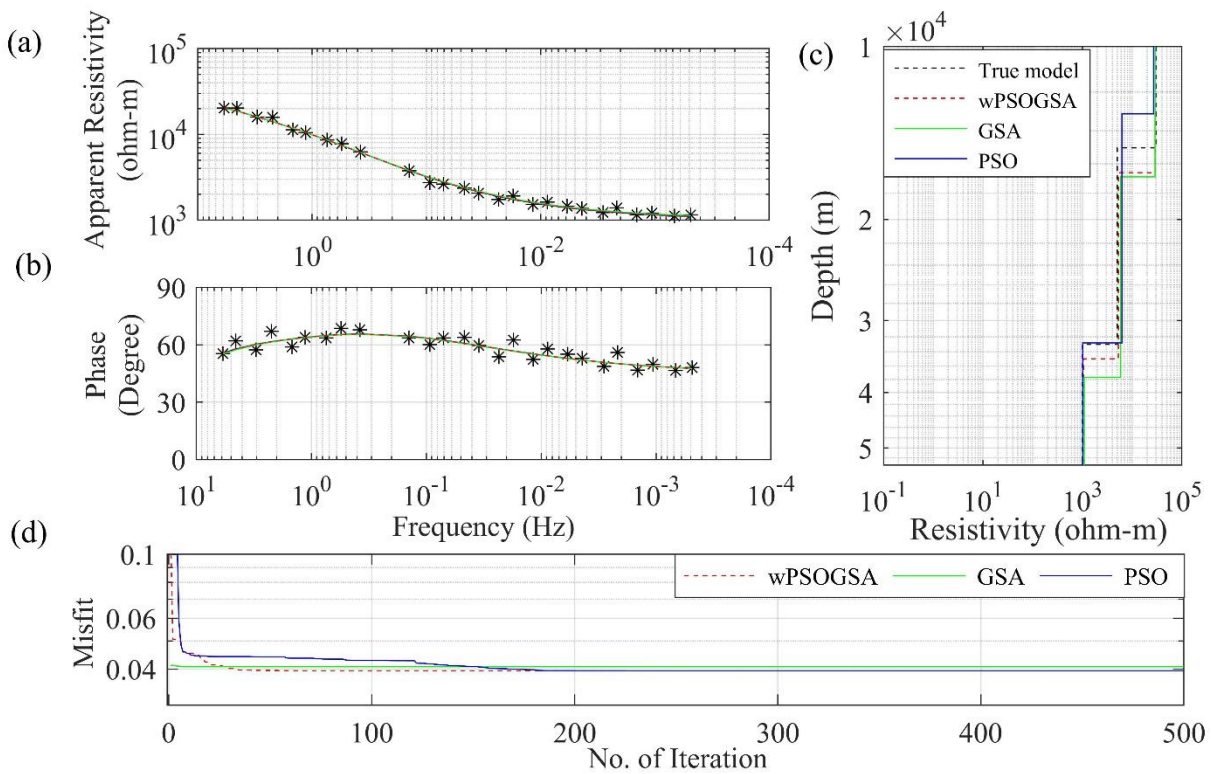 (a)
Apparent Resistivity
(ohm-m)
10^5
10^4
10^3
10^0
10^-2
10^-4
(b)
Phase
(Degree)
90
60
30
0
10^1
10^0
10^-1
10^-2
10^-3
10^-4
Frequency (Hz)
(c)
×10^4
1
2
3
4
5
Depth (m)
True model
wPSOGSA
GSA
PSO
10^-1
10^1
10^3
10^5
Resistivity (ohm-m)
(d)
Misfit
0.1
0.06
0.04
wPSOGSA
GSA
PSO
0
100
200
300
400
500
No. of Iteration